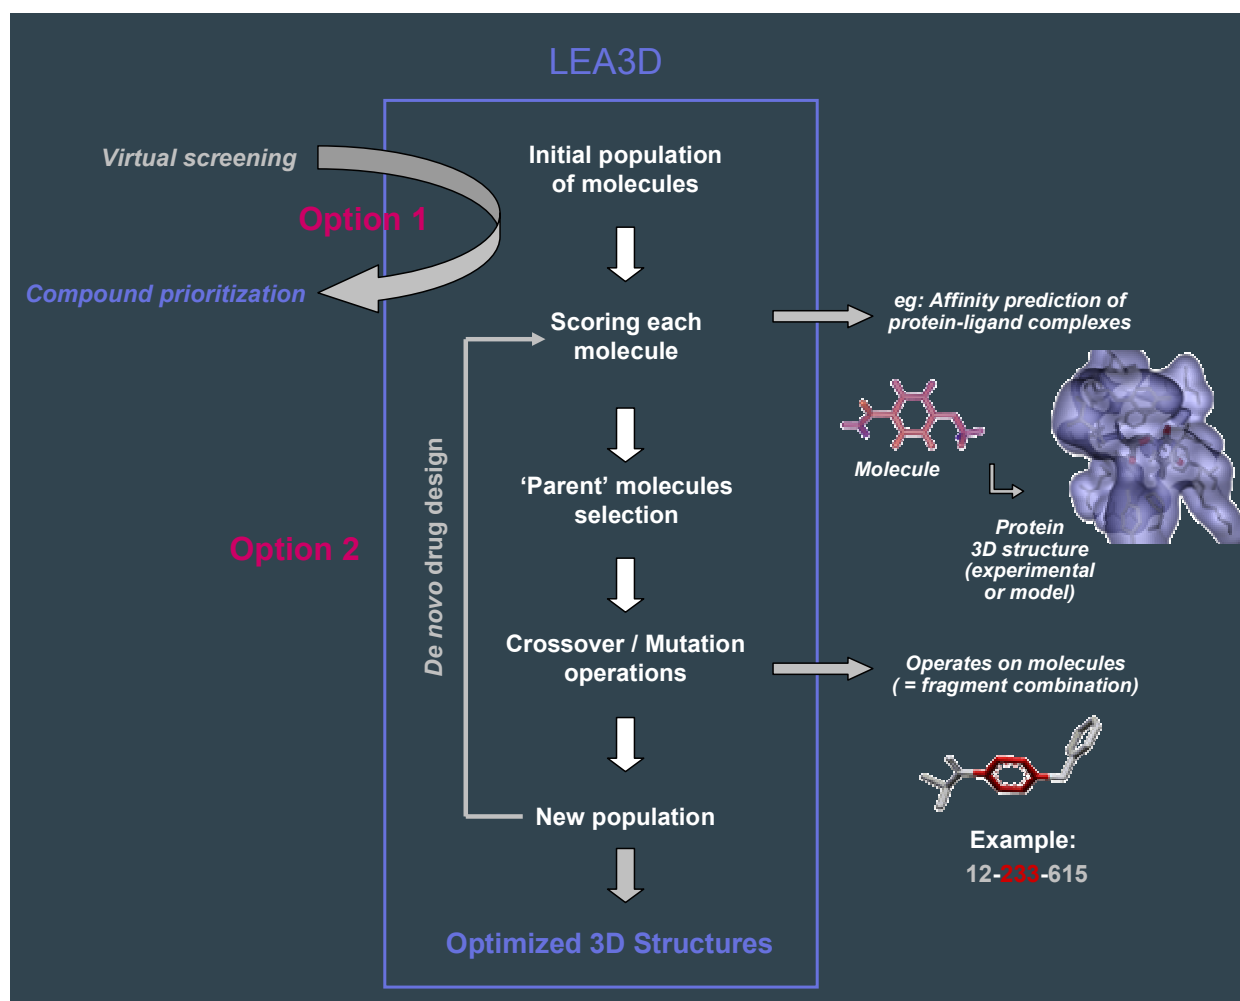 LEA3D
Virtual screening
Option 1
Compound prioritization
Initial population
of molecules
Scoring each
molecule
eg: Affinity prediction of
protein-ligand complexes
Molecule
Protein
3D structure
(experimental
or model)
‘Parent’ molecules
selection
Option 2
De novo drug design
Crossover / Mutation
operations
Operates on molecules
( = fragment combination)
Example:
12-233-615
New population
Optimized 3D Structures